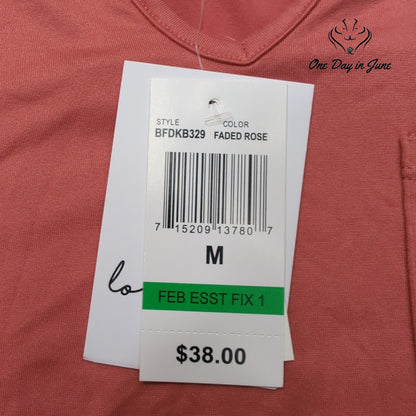 One Day in June
STYLE COLOR
BFDKB329 FADED ROSE
7 15209 13780 7
M
FEB ESST FIX 1
$38.00
lo